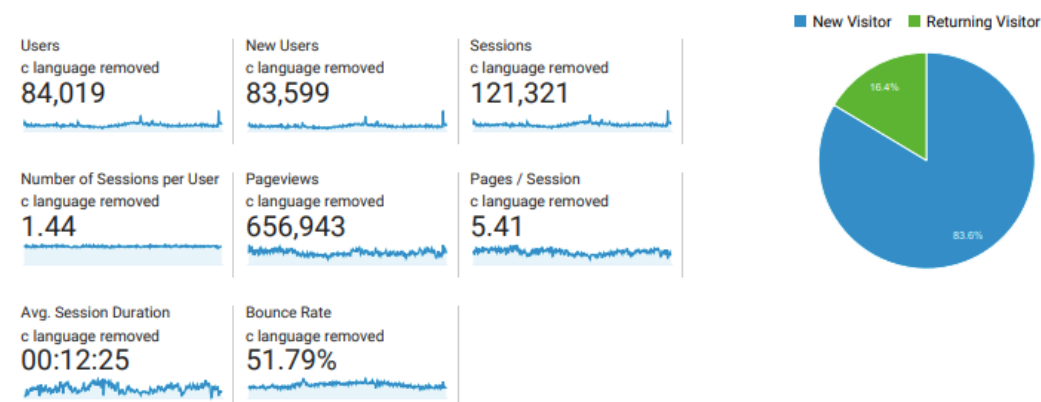 New Visitor Returning Visitor
Users
c language removed
84,019
New Users
c language removed
83,599
Sessions
c language removed
121,321
Number of Sessions per User
c language removed
1.44
Pageviews
c language removed
656,943
Pages / Session
c language removed
5.41
Avg. Session Duration
c language removed
00:12:25
Bounce Rate
c language removed
51.79%
16.4%
83.6%